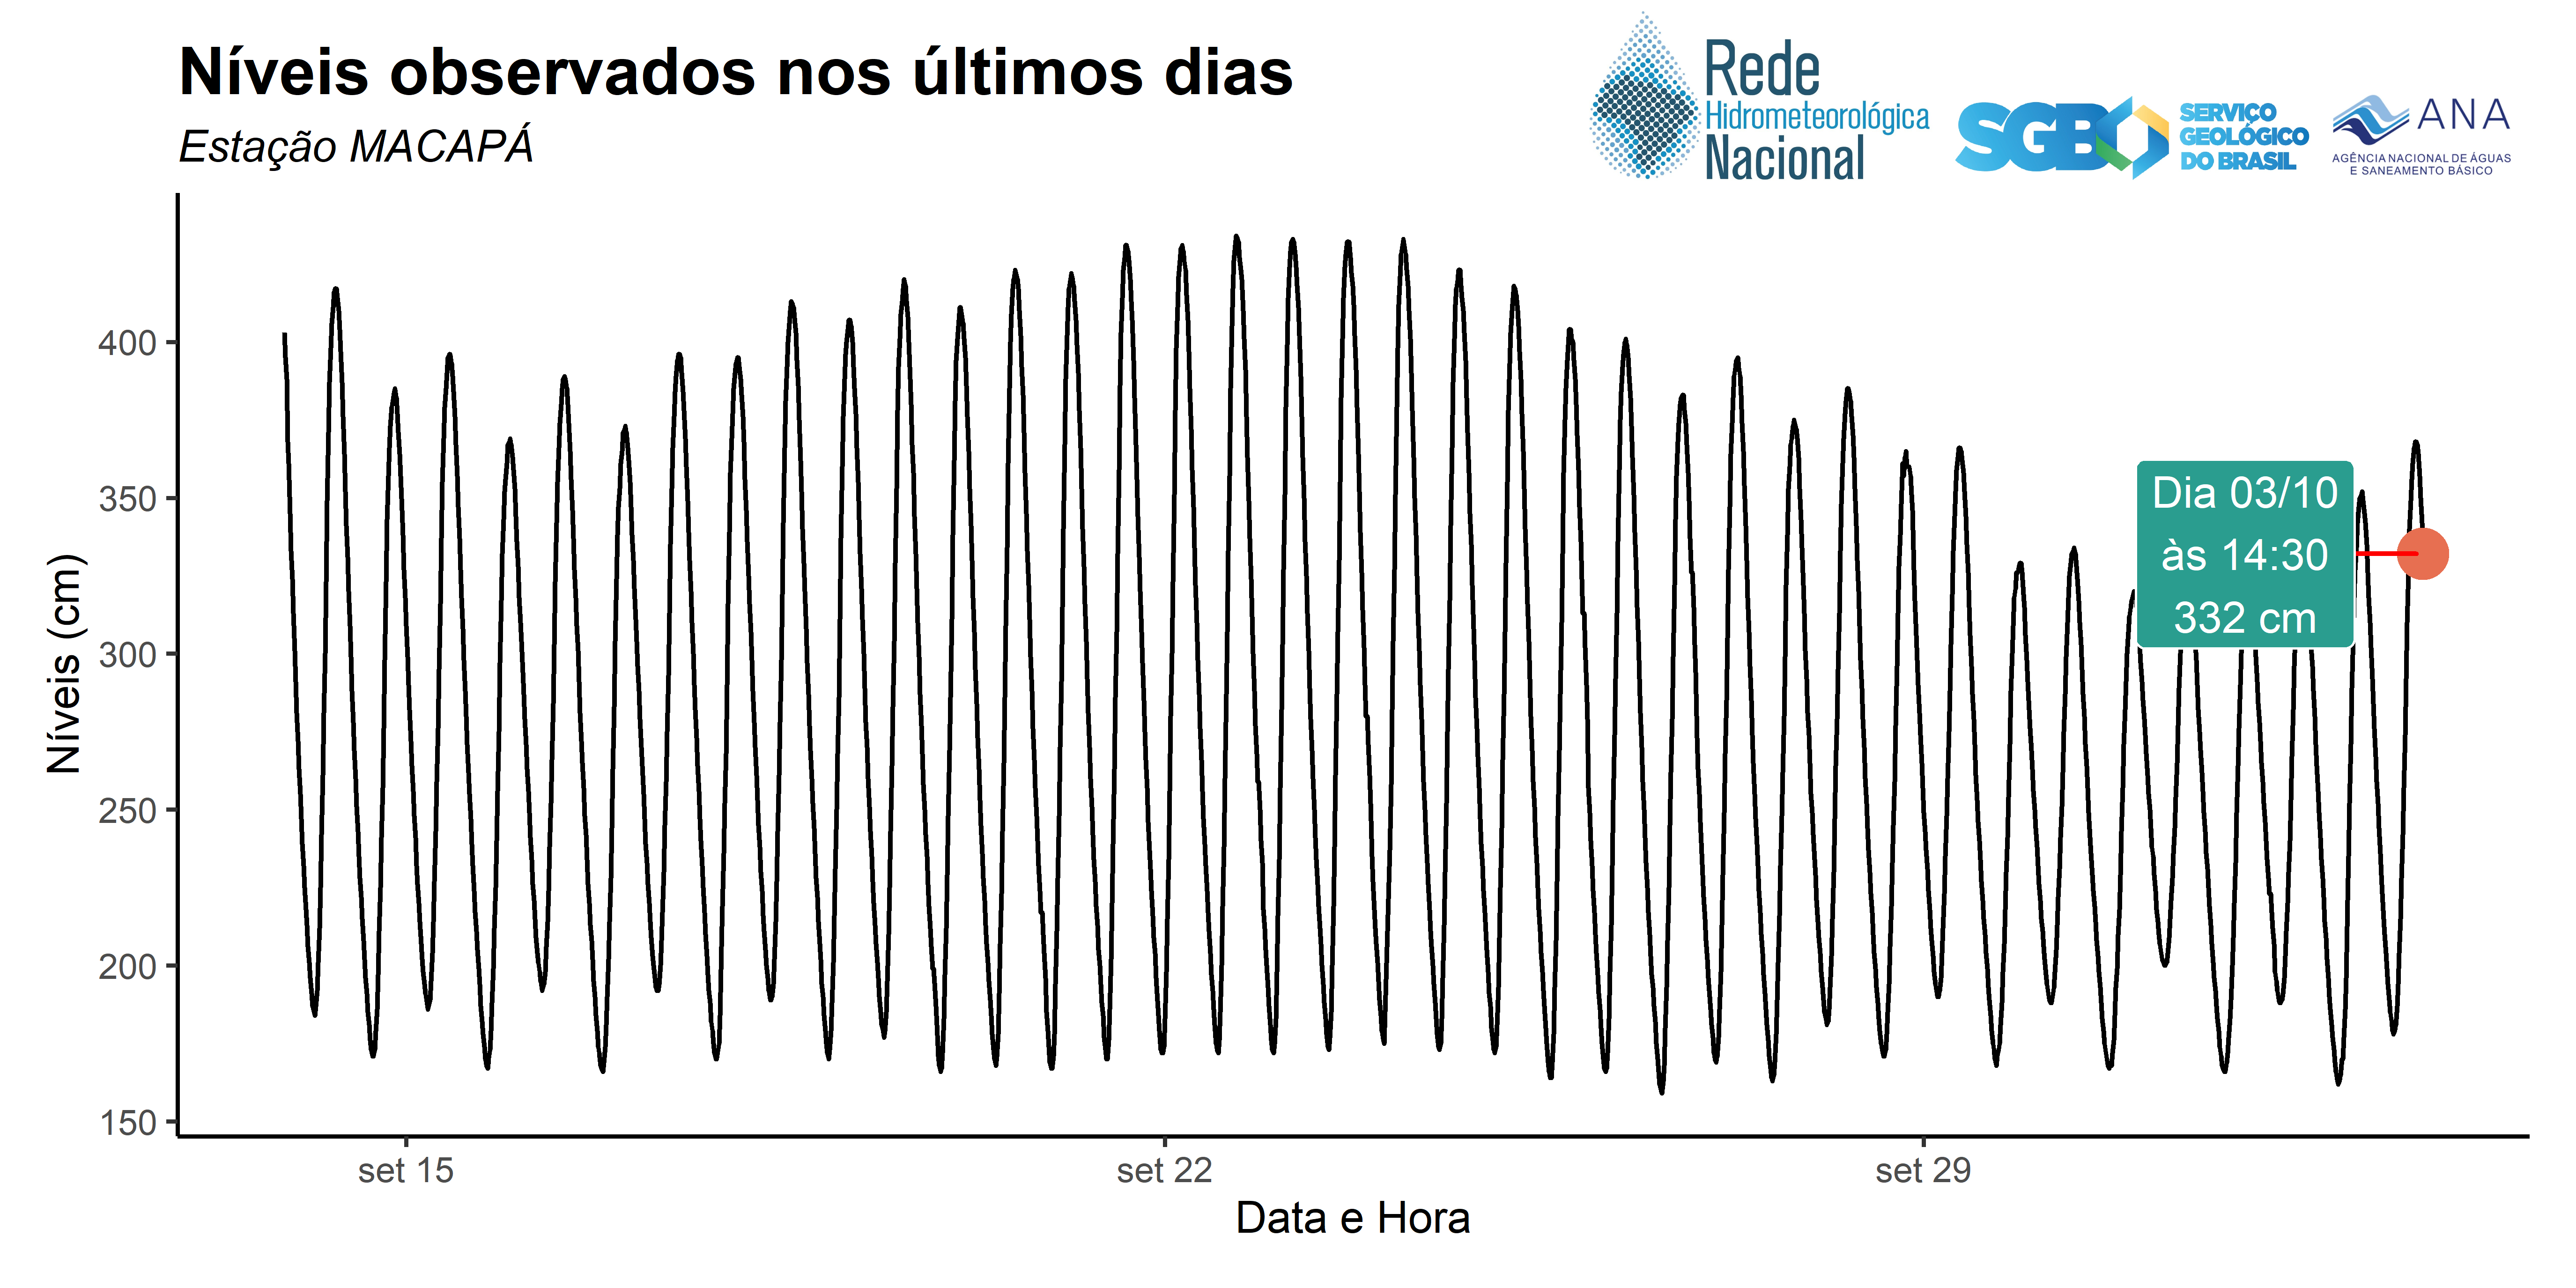 Níveis observados nos últimos dias
Estação MACAPÁ
Rede
Hidrometeorológica
Nacional
SGB
SERVIÇO
GEOLÓGICO
DO BRASIL
ANA
AGÊNCIA NACIONAL DE ÁGUAS
E SANEAMENTO BÁSICO
Níveis (cm)
400
350
300
250
200
150
Dia 03/10
às 14:30
332 cm
set 15
set 22
set 29
Data e Hora